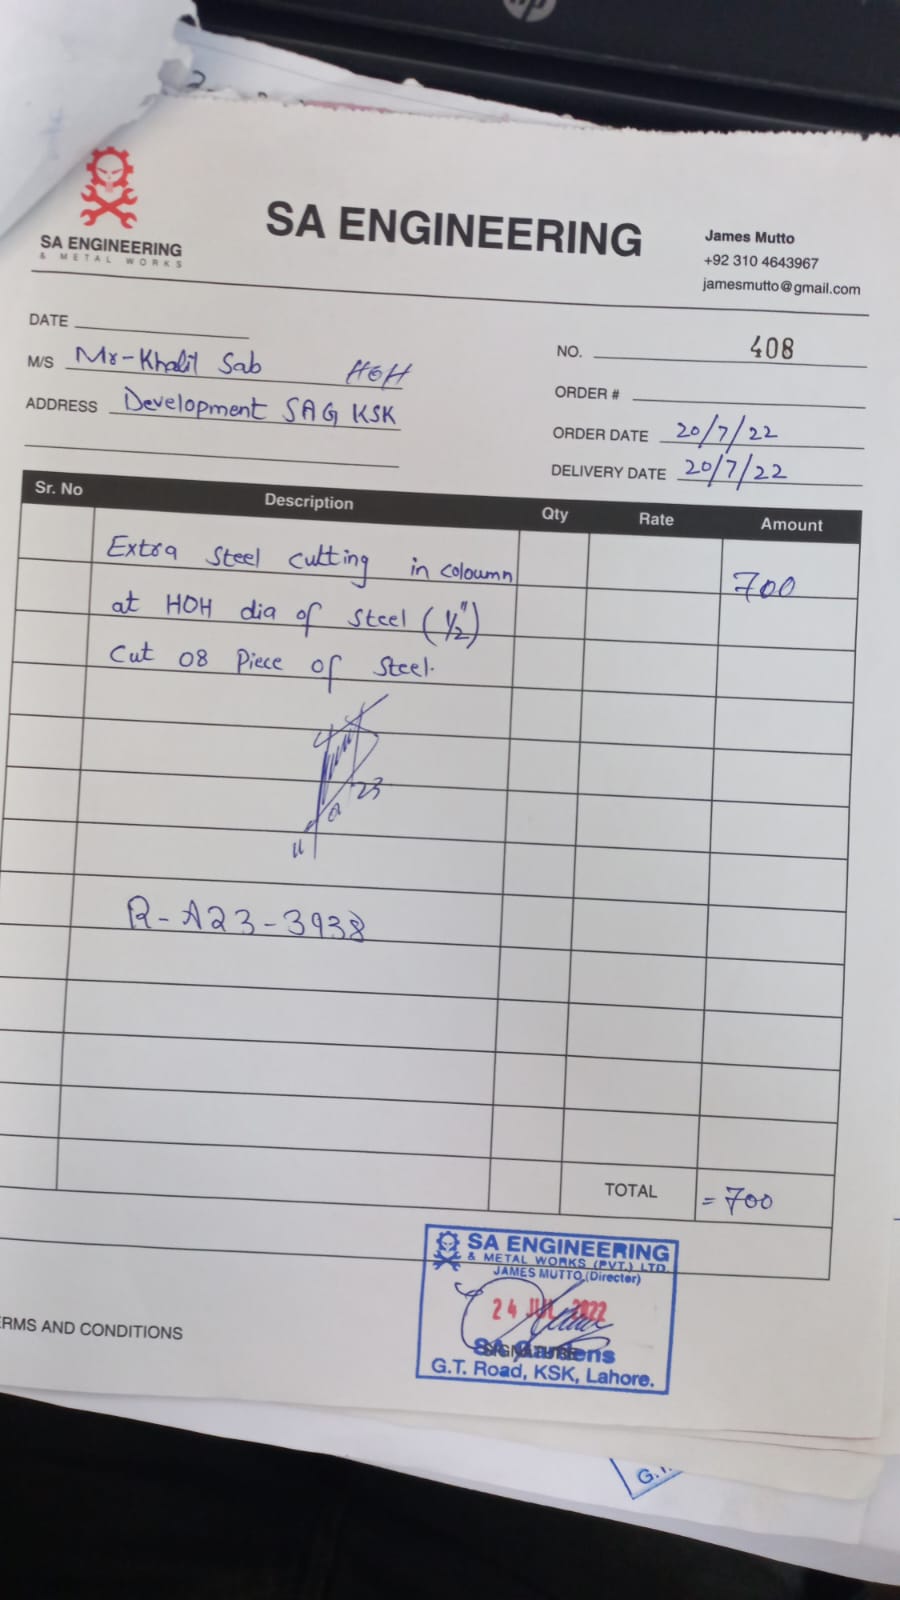 SA ENGINEERING
& METAL WORKS
SA ENGINEERING
James Mutto
+92 310 4643967
jamesmutto@gmail.com
DATE
M/S Mr-Khalil Sab HOH
ADDRESS Development SAG KSK
NO. 408
ORDER #
ORDER DATE 20/7/22
DELIVERY DATE 20/7/22
Sr. No Description Qty Rate Amount
Extra Steel cutting in coloumn 700
at HOH dia of Steel (1/2")
Cut 08 Piece of Steel.
23
R-A23-3938
TOTAL = 700
SA ENGINEERING
& METAL WORKS (PVT.) LTD.
JAMES MUTTO (Director)
24 JUL 2022
SA Gardens
SIGNATURE
G.T. Road, KSK, Lahore.
ERMS AND CONDITIONS
G.T.
hp